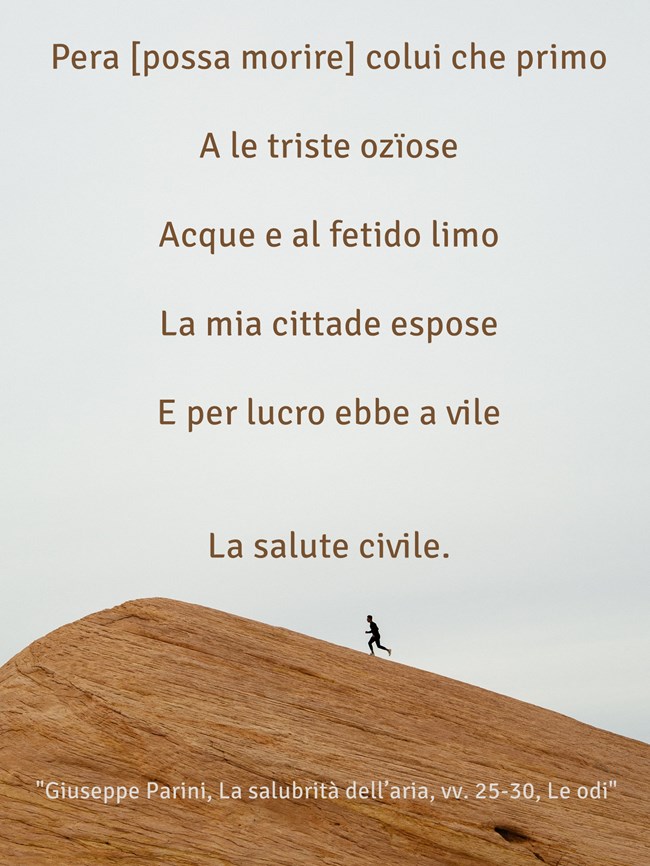 Pera [possa morire] colui che primo
A le triste ozïose
Acque e al fetido limo
La mia cittade espose
E per lucro ebbe a vile
La salute civile.
"Giuseppe Parini, La salubrità dell’aria, vv. 25-30, Le odi"